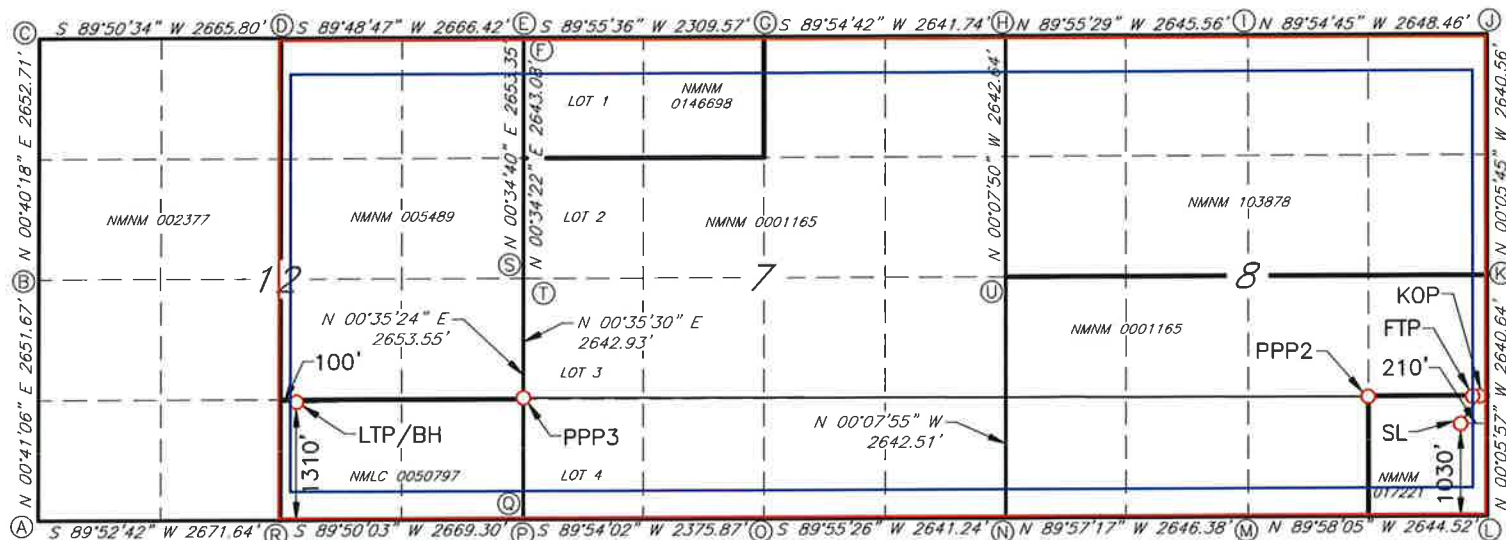 C S 89°50'34" W 2665.80' D S 89°48'47" W 2666.42' E S 89°55'36" W 2309.57' G S 89°54'42" W 2641.74' H N 89°55'29" W 2645.56' I N 89°54'45" W 2648.46' J
F
N 00°40'18" E 2652.71'
N 00°34'40" E 2653.35'
N 00°34'22" E 2643.08'
N 00°07'50" W 2642.64'
N 00°05'45" W 2640.56'
LOT 1
NMNM
0146698
NMNM 002377
NMNM 005489
LOT 2
NMNM 0001165
NMNM 103878
B
12
S
T
7
U
8
K
N 00°35'24" E
2653.55'
N 00°35'30" E
2642.93'
NMNM 0001165
KOP
FTP
PPP2
210'
100'
LOT 3
N 00°41'06" E 2651.67'
N 00°05'57" W 2640.64'
LTP/BH
PPP3
N 00°07'55" W
2642.51'
SL
1310'
NMLC 0050797
LOT 4
NMNM
017221
1030'
Q
A S 89°52'42" W 2671.64' R S 89°50'03" W 2669.30' P S 89°54'02" W 2375.87' O S 89°55'26" W 2641.24' N N 89°57'17" W 2646.38' M N 89°58'05" W 2644.52' L